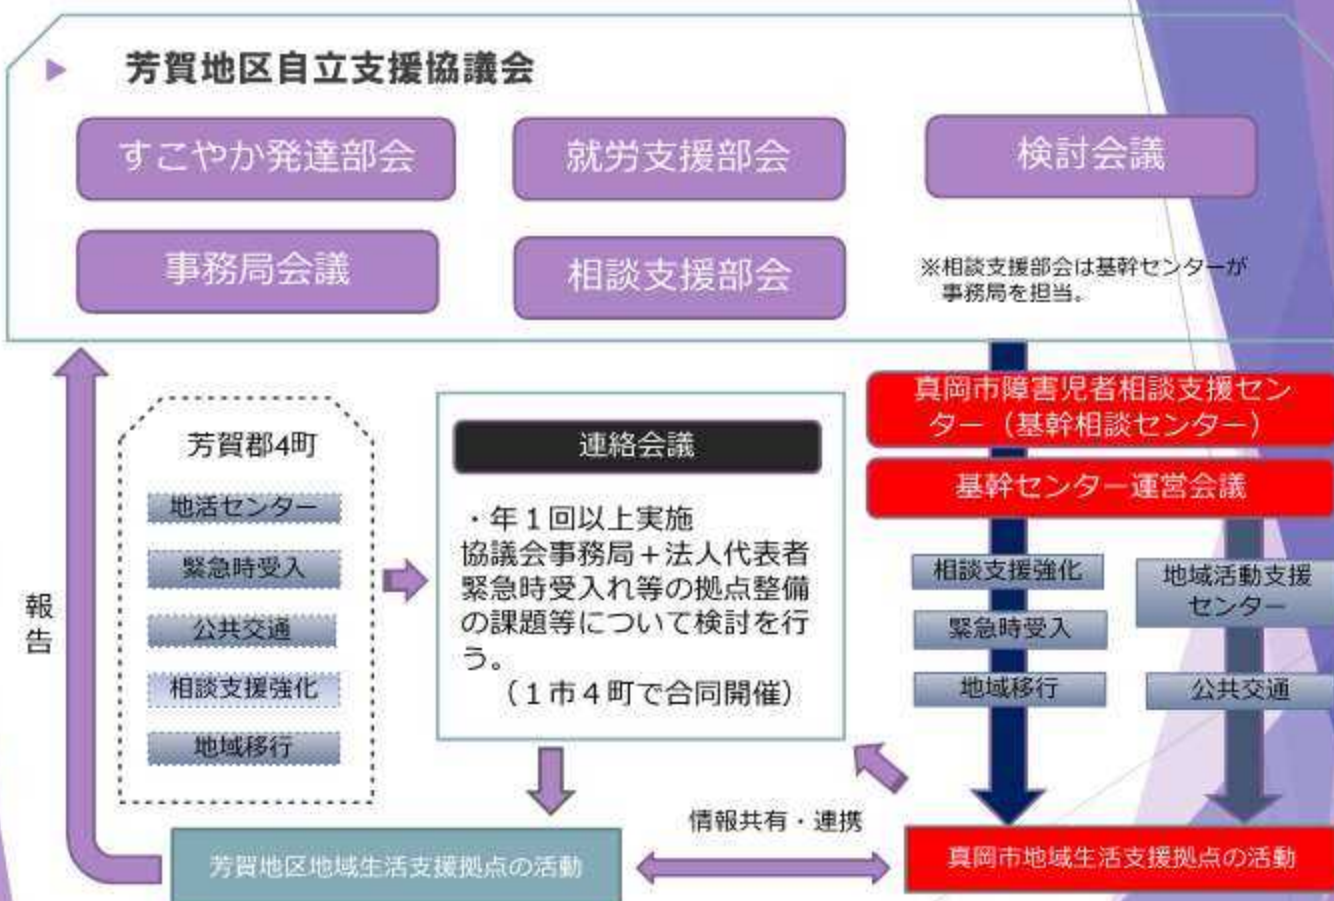 芳賀地区自立支援協議会
すこやか発達部会
就労支援部会
検討会議
事務局会議
相談支援部会
※相談支援部会は基幹センターが
事務局を担当。
報告
芳賀郡4町
地活センター
緊急時受入
公共交通
相談支援強化
地域移行
連絡会議
・年１回以上実施
協議会事務局＋法人代表者
緊急時受入れ等の拠点整備
の課題等について検討を行
う。
（１市４町で合同開催）
真岡市障害児者相談支援セン
ター（基幹相談センター）
基幹センター運営会議
相談支援強化
緊急時受入
地域移行
地域活動支援
センター
公共交通
芳賀地区地域生活支援拠点の活動
情報共有・連携
真岡市地域生活支援拠点の活動